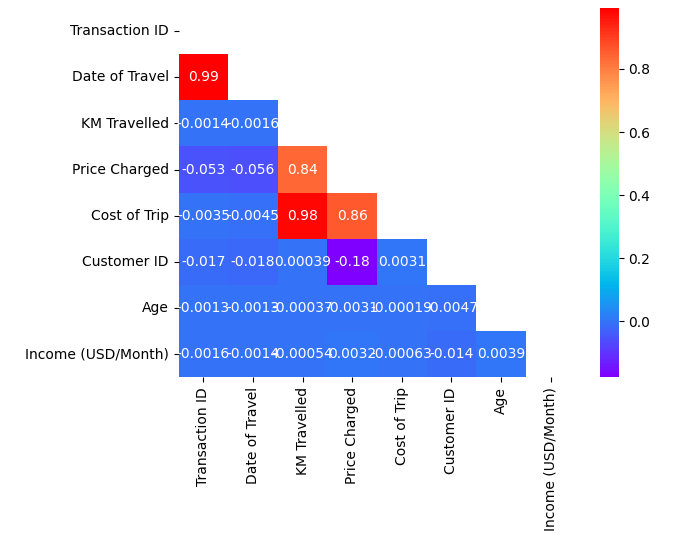 Transaction ID
Date of Travel 0.99 0.8
KM Travelled -0.0014 -0.0016 0.6
Price Charged -0.053 -0.056 0.84
Cost of Trip -0.0035 -0.0045 0.98 0.86 0.4
Customer ID -0.017 -0.018 0.00039 -0.18 0.0031 0.2
Age -0.0013 -0.0013 -0.00037 -0.0031 -0.00019 -0.0047 0.0
Income (USD/Month) -0.0016 -0.0014 -0.00054 0.0032 -0.00063 -0.014 0.0039
Transaction ID
Date of Travel
KM Travelled
Price Charged
Cost of Trip
Customer ID
Age
Income (USD/Month)